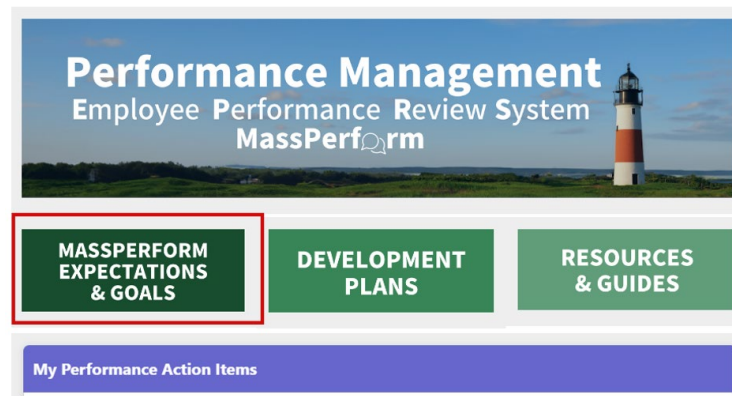 Performance Management
Employee Performance Review System
MassPerform
MASSPERFORM
EXPECTATIONS
& GOALS
DEVELOPMENT
PLANS
RESOURCES
& GUIDES
My Performance Action Items